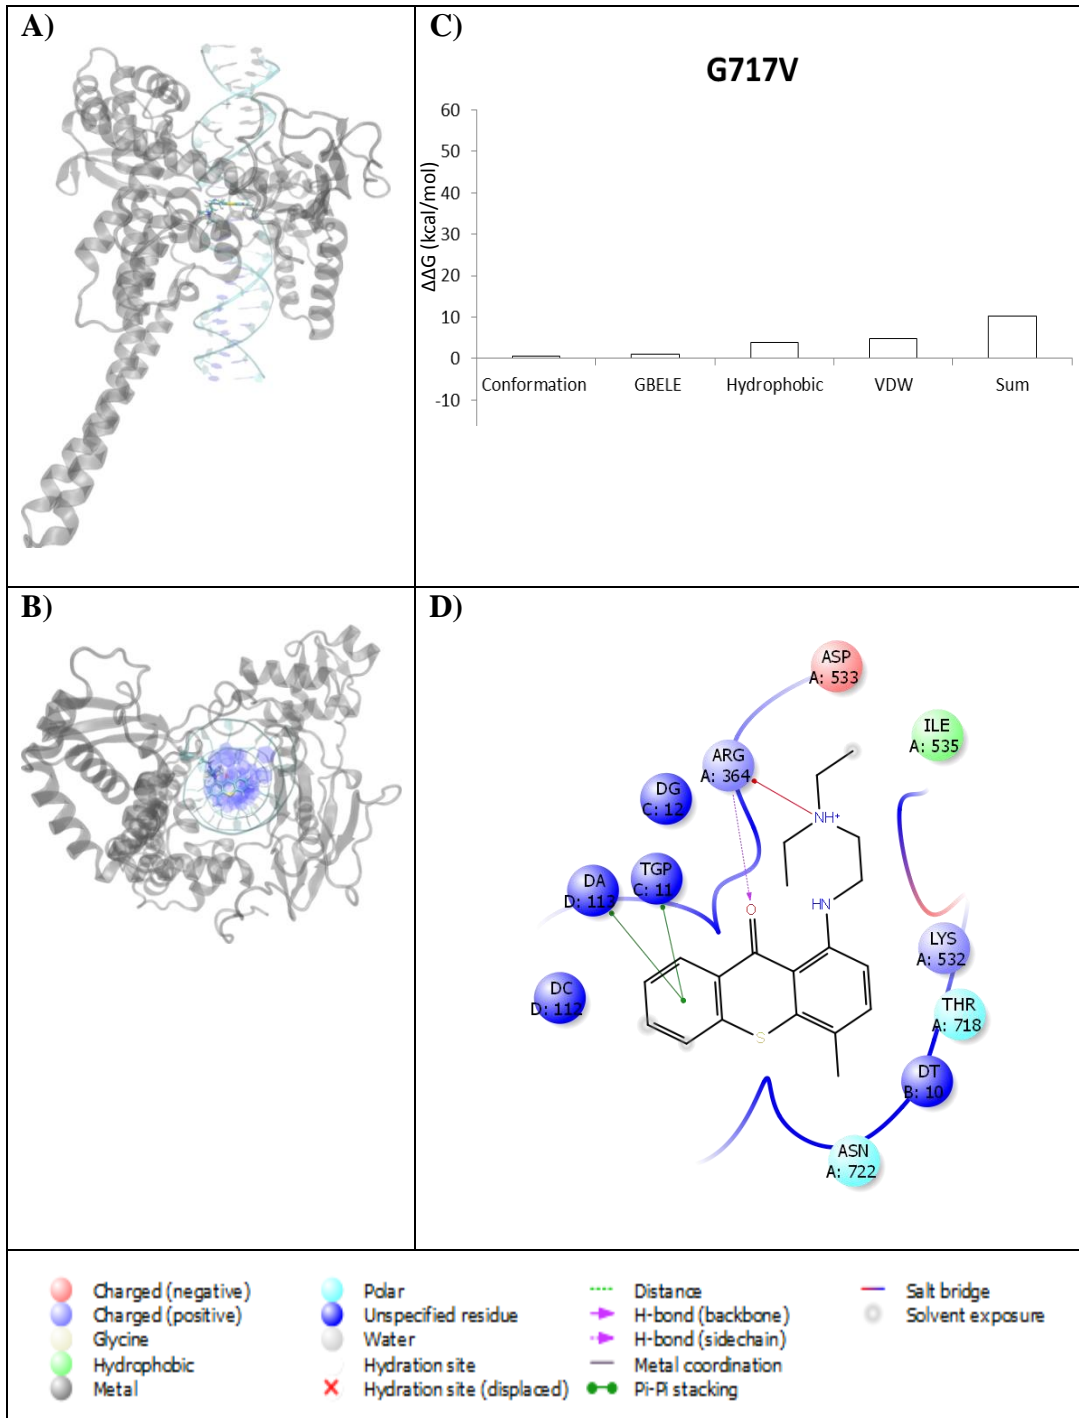 A)
C)
G717V
60
50
40
30
20
10
0
-10
ΔΔG (kcal/mol)
Conformation GBELE Hydrophobic VDW Sum
B)
D)
ASP
A: 533
ILE
A: 535
ARG
A: 364
DG
C: 12
NH+
TGP
C: 11
DA
D: 113
HN
O
LYS
A: 532
DC
D: 112
THR
A: 718
S
DT
B: 10
ASN
A: 722
Charged (negative) Polar Distance Salt bridge
Charged (positive) Unspecified residue H-bond (backbone) Solvent exposure
Glycine Water H-bond (sidechain)
Hydrophobic Hydration site Metal coordination
Metal Hydration site (displaced) Pi-Pi stacking